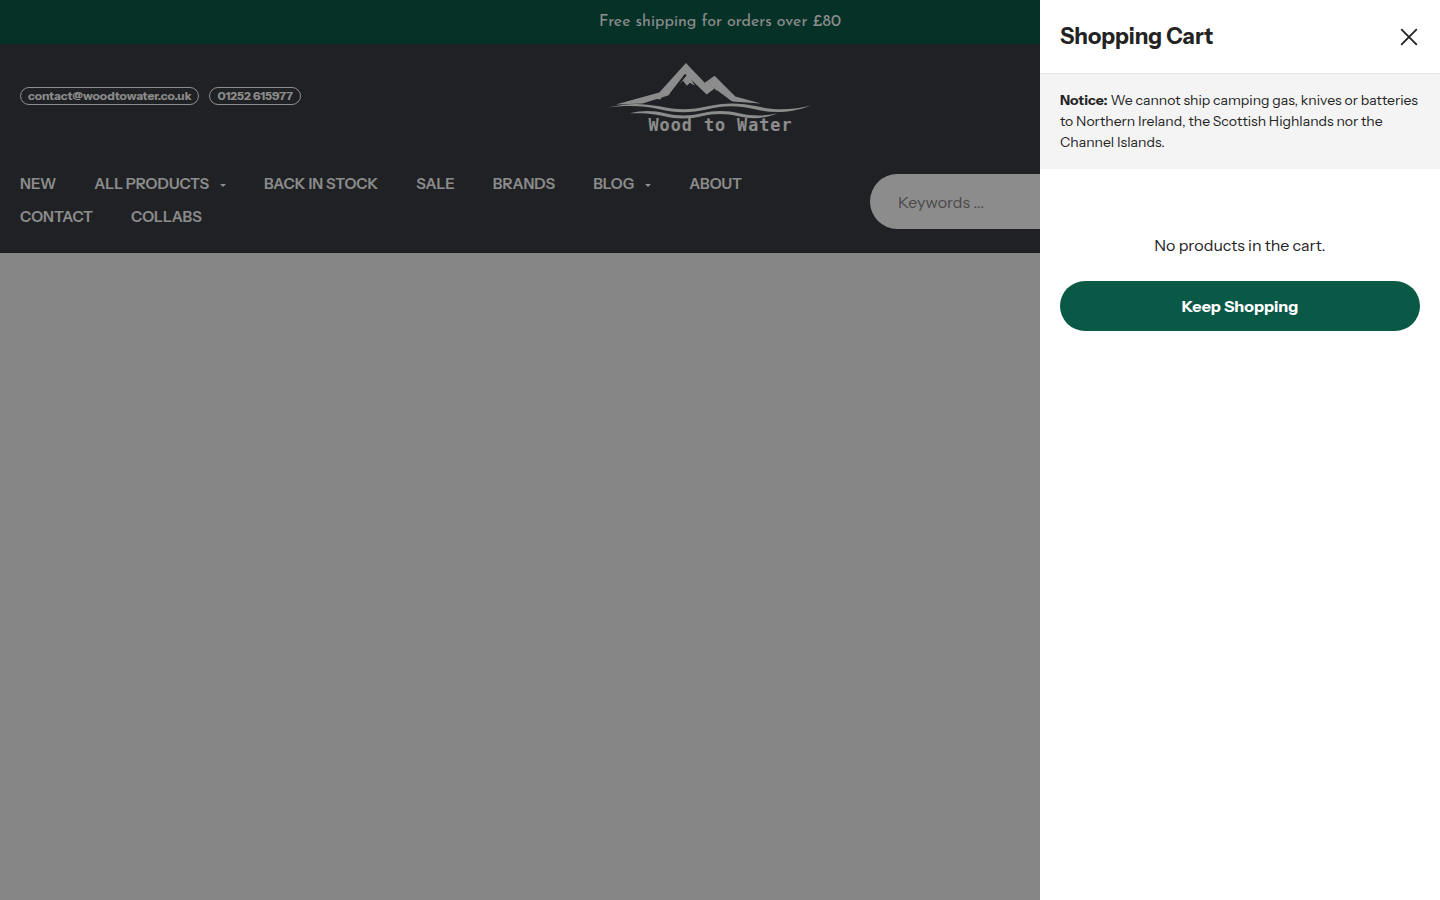 Free shipping for orders over £80
contact@woodtowater.co.uk
01252 615977
Wood to Water
NEW
ALL PRODUCTS
BACK IN STOCK
SALE
BRANDS
BLOG
ABOUT
CONTACT
COLLABS
Keywords ...
Shopping Cart
Notice: We cannot ship camping gas, knives or batteries
to Northern Ireland, the Scottish Highlands nor the
Channel Islands.
No products in the cart.
Keep Shopping